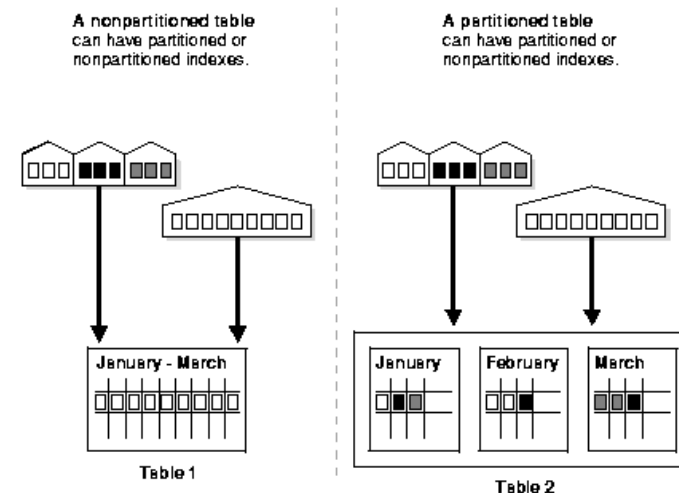 A nonpartitioned table
can have partitioned or
nonpartitioned indexes.
A partitioned table
can have partitioned or
nonpartitioned indexes.
January - March
Table 1
January
February
March
Table 2